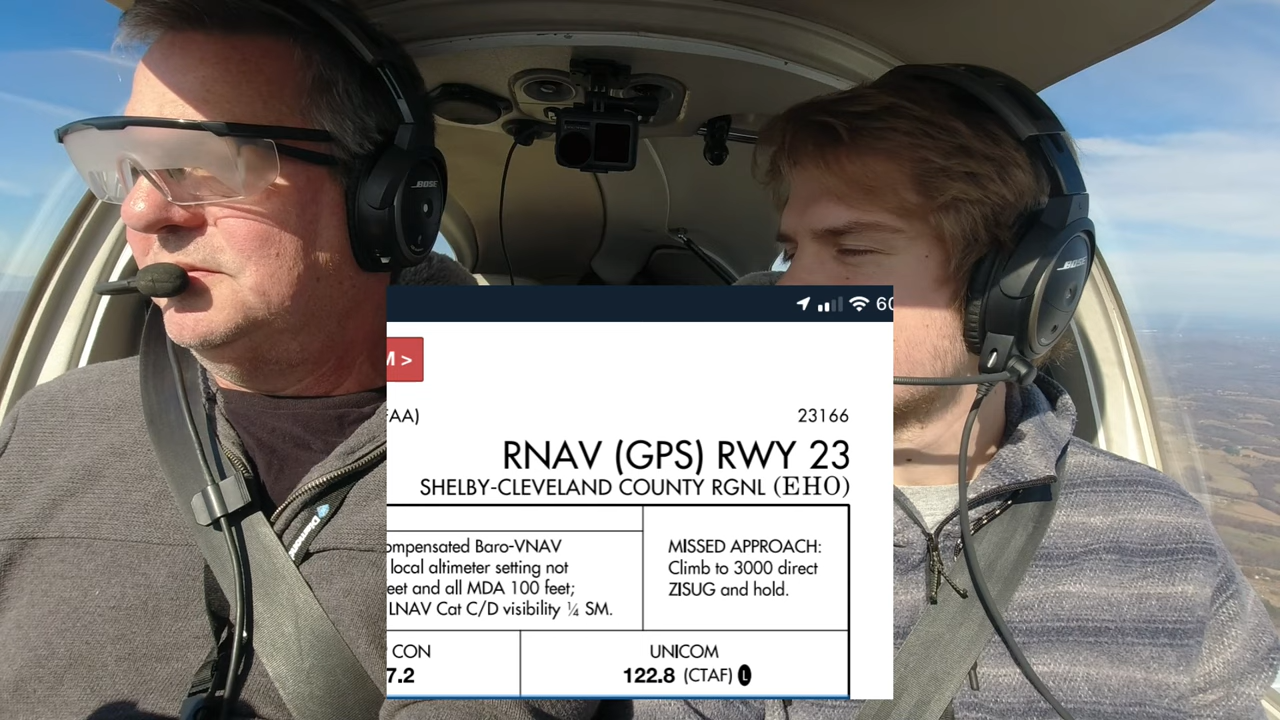 BOSE
BOSE
60
M >
FAA)
23166
RNAV (GPS) RWY 23
SHELBY-CLEVELAND COUNTY RGNL (EHO)
ompensated Baro-VNAV
local altimeter setting not
eet and all MDA 100 feet;
LNAV Cat C/D visibility ¼ SM.
MISSED APPROACH:
Climb to 3000 direct
ZISUG and hold.
CON
7.2
UNICOM
122.8 (CTAF) L
Diamond